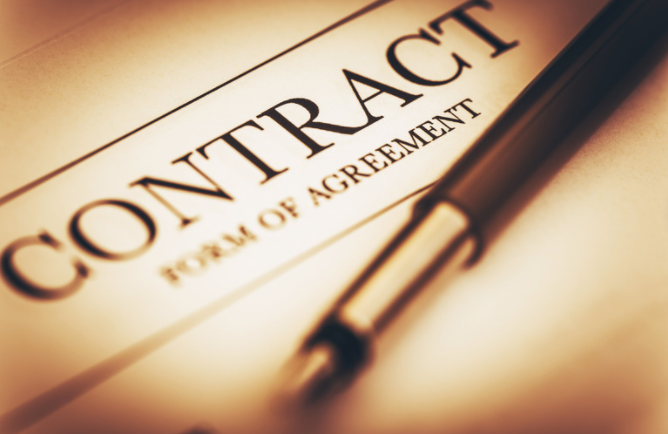 CONTRACT
FORM OF AGREEMENT